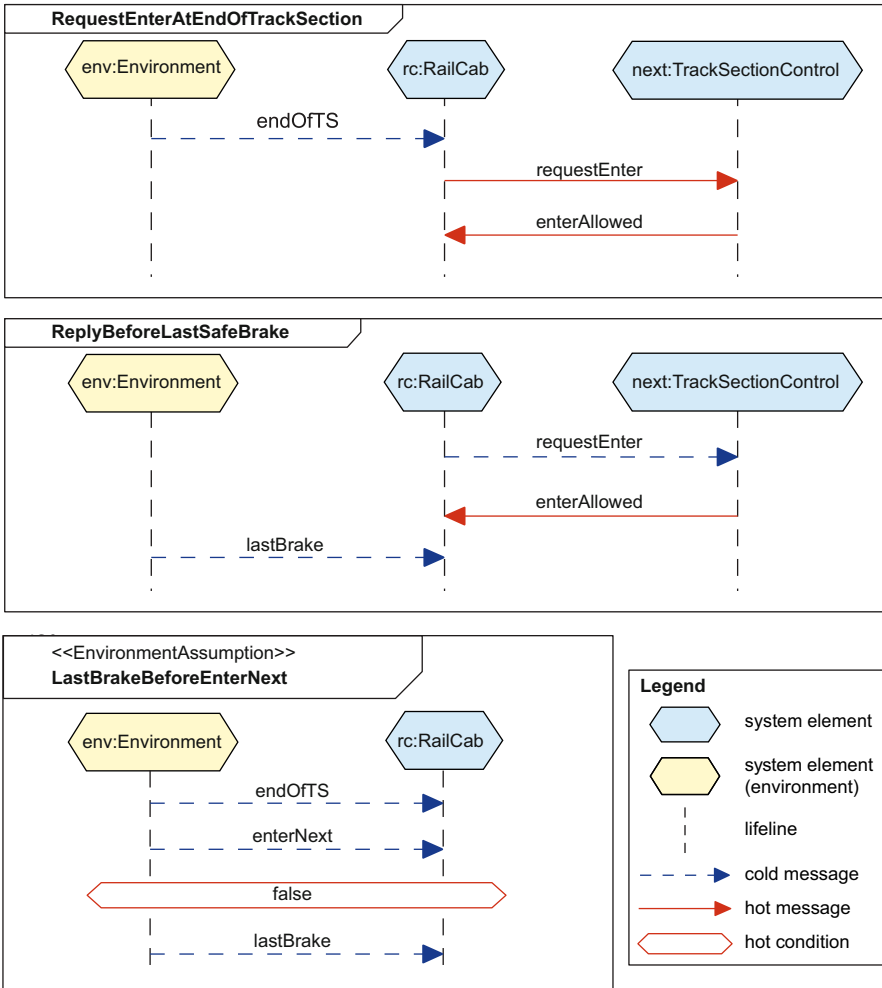 RequestEnterAtEndOfTrackSection
env:Environment
rc:RailCab
next:TrackSectionControl
endOfTS
requestEnter
enterAllowed
ReplyBeforeLastSafeBrake
env:Environment
rc:RailCab
next:TrackSectionControl
requestEnter
enterAllowed
lastBrake
<<EnvironmentAssumption>>
LastBrakeBeforeEnterNext
env:Environment
rc:RailCab
endOfTS
enterNext
false
lastBrake
Legend
system element
system element
(environment)
lifeline
cold message
hot message
hot condition